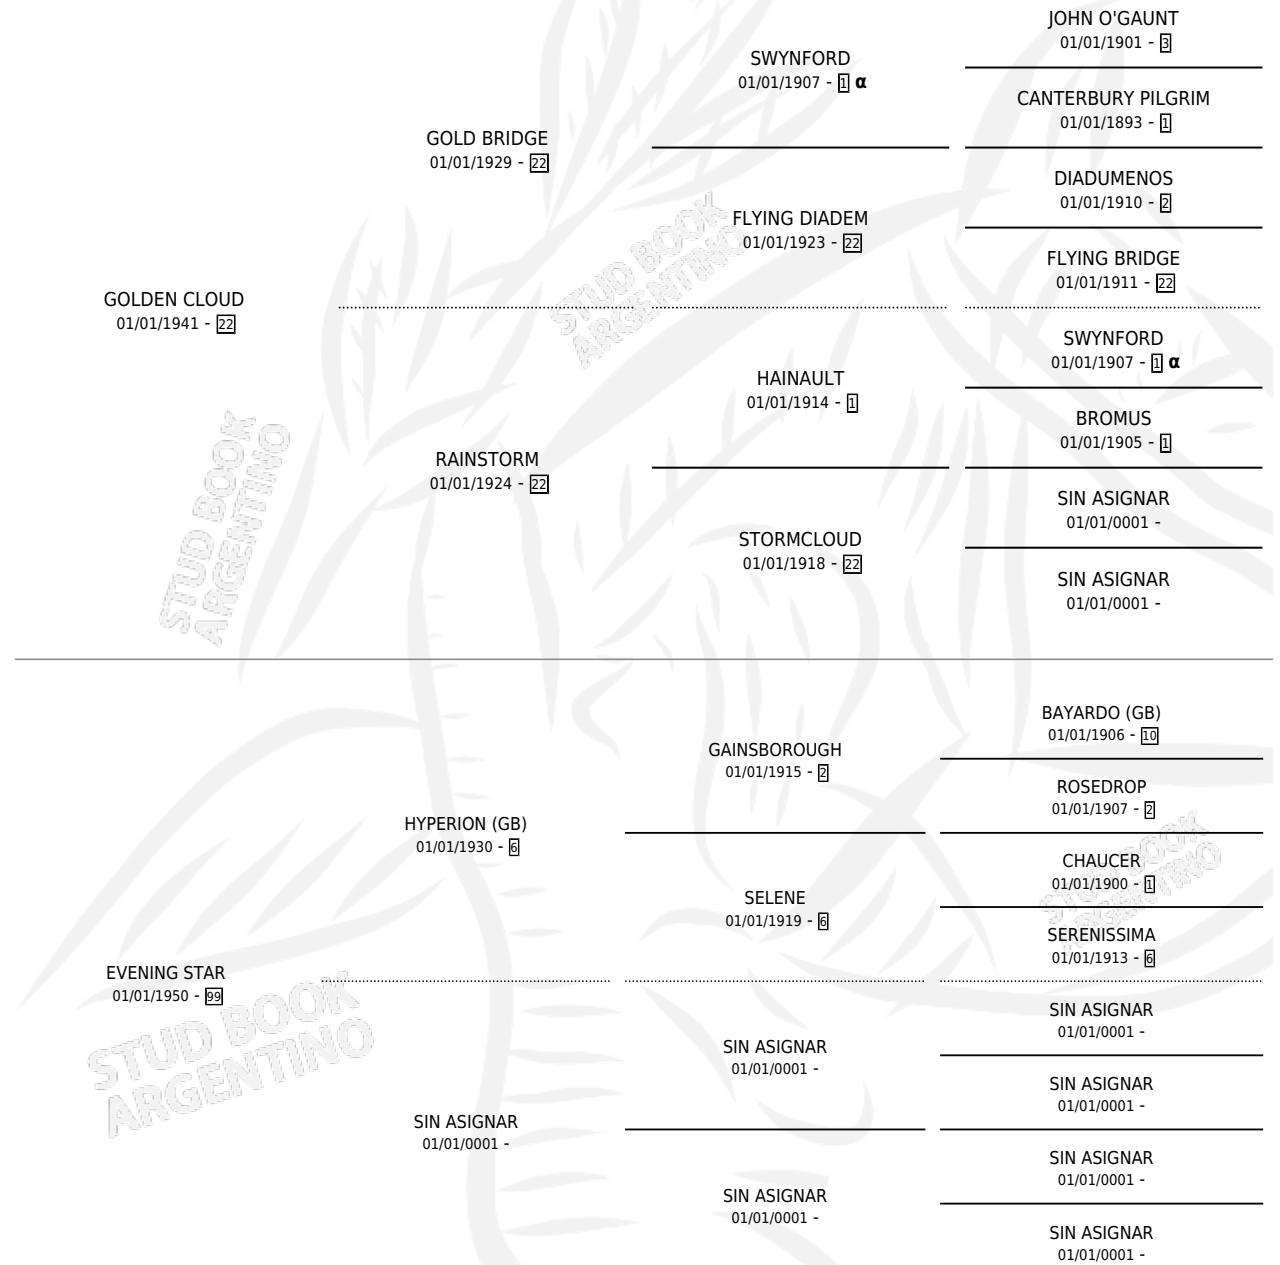 JOHN O'GAUNT
01/01/1901 - 3
SWYNFORD
01/01/1907 - 1 α
CANTERBURY PILGRIM
01/01/1893 - 1
GOLD BRIDGE
01/01/1929 - 22
DIADUMENOS
01/01/1910 - 2
FLYING DIADEM
01/01/1923 - 22
FLYING BRIDGE
01/01/1911 - 22
GOLDEN CLOUD
01/01/1941 - 22
SWYNFORD
01/01/1907 - 1 α
HAINAULT
01/01/1914 - 1
BROMUS
01/01/1905 - 1
RAINSTORM
01/01/1924 - 22
SIN ASIGNAR
01/01/0001 -
STORMCLOUD
01/01/1918 - 22
SIN ASIGNAR
01/01/0001 -
BAYARDO (GB)
01/01/1906 - 10
GAINSBOROUGH
01/01/1915 - 2
ROSEDROP
01/01/1907 - 2
HYPERION (GB)
01/01/1930 - 6
CHAUCER
01/01/1900 - 1
SELENE
01/01/1919 - 6
SERENISSIMA
01/01/1913 - 6
EVENING STAR
01/01/1950 - 99
SIN ASIGNAR
01/01/0001 -
SIN ASIGNAR
01/01/0001 -
SIN ASIGNAR
01/01/0001 -
SIN ASIGNAR
01/01/0001 -
SIN ASIGNAR
01/01/0001 -
SIN ASIGNAR
01/01/0001 -
SIN ASIGNAR
01/01/0001 -
STUD BOOK
ARGENTINO
STUD BOOK
ARGENTINO
STUD BOOK
ARGENTINO
STUD BOOK
ARGENTINO